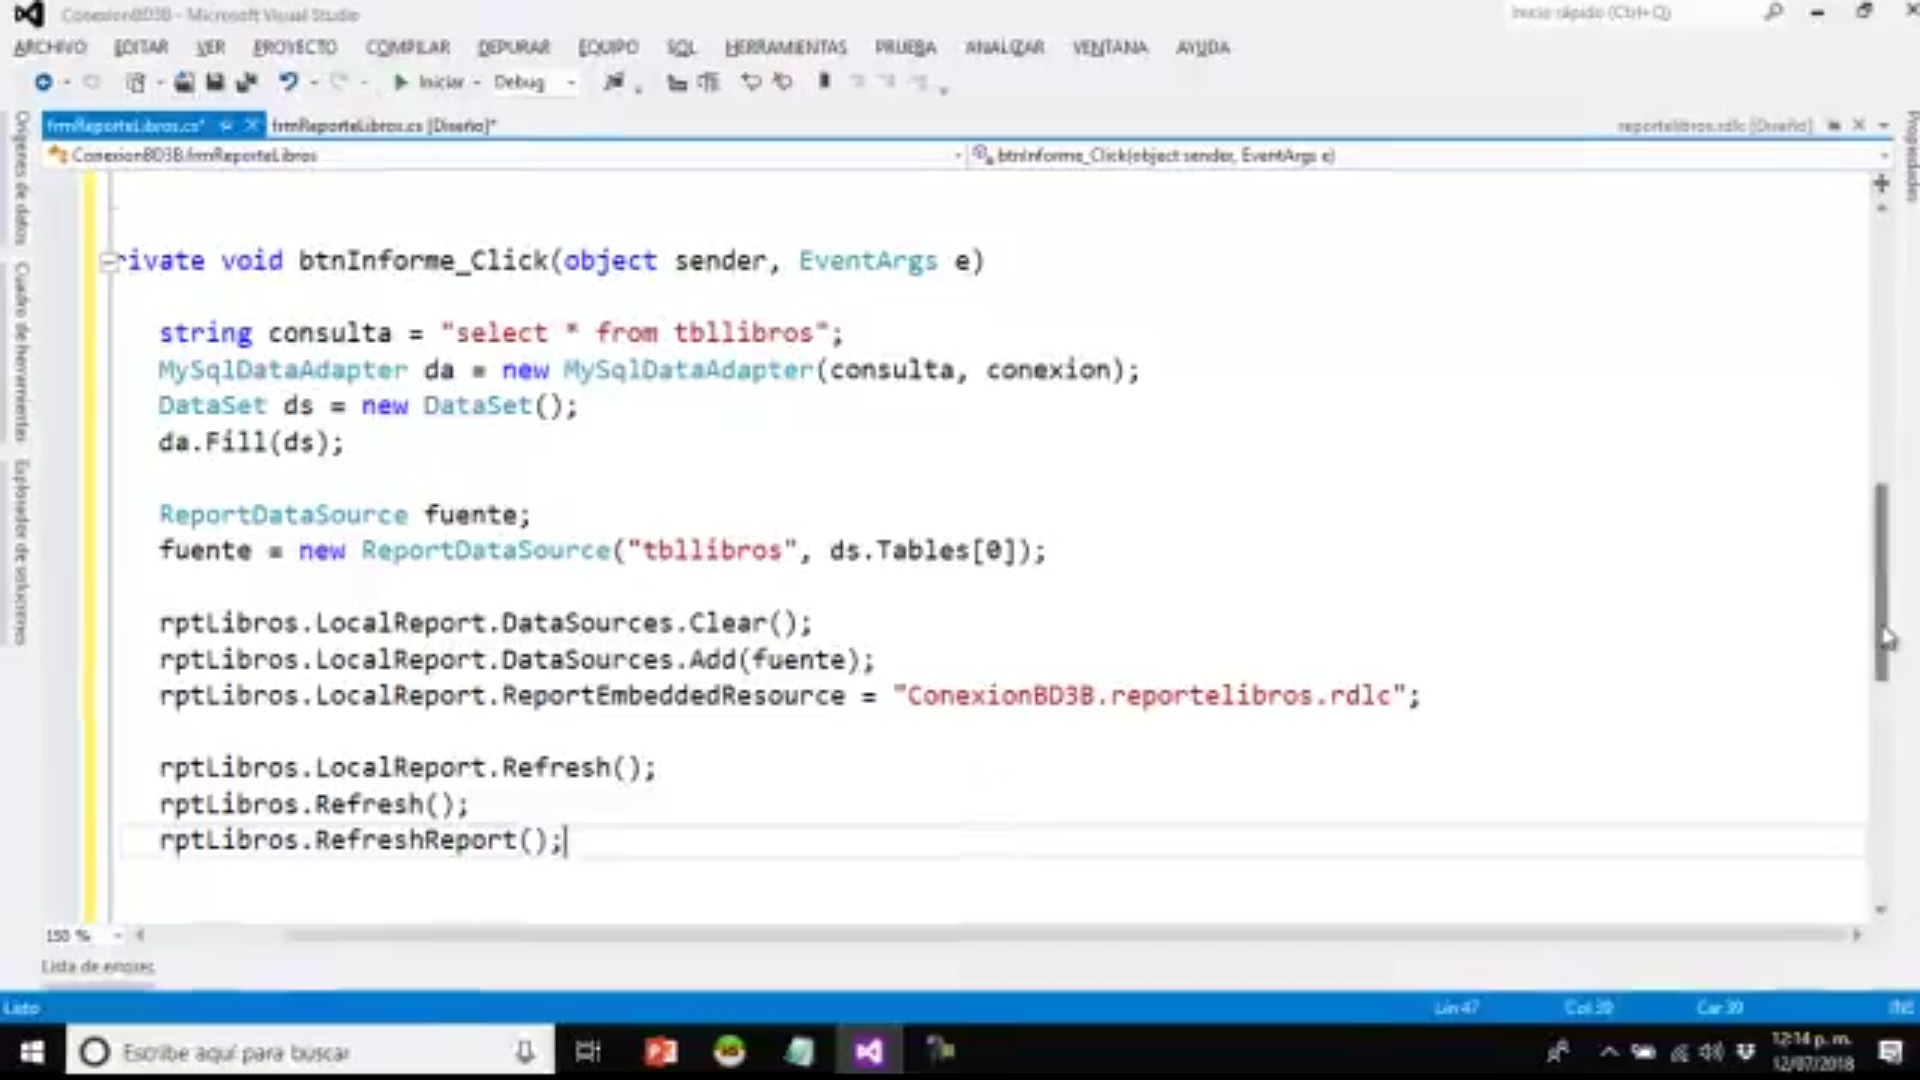 ConexionBD3B - Microsoft Visual Studio
Inicio rápido (Ctrl+Q)
ARCHIVO EDITAR VER PROYECTO COMPILAR DEPURAR EQUIPO SQL HERRAMIENTAS PRUEBA ANALIZAR VENTANA AYUDA
Iniciar Debug
frmReporteLibros.cs* frmReporteLibros.cs [Diseño]* reportelibros.rdlc [Diseño]
ConexionBD3B.frmReporteLibros btnInforme_Click(object sender, EventArgs e)
Orígenes de datos
Cuadro de herramientas
Explorador de soluciones
Propiedades
rivate void btnInforme_Click(object sender, EventArgs e)
string consulta = "select * from tbllibros";
MySqlDataAdapter da = new MySqlDataAdapter(consulta, conexion);
DataSet ds = new DataSet();
da.Fill(ds);
ReportDataSource fuente;
fuente = new ReportDataSource("tbllibros", ds.Tables[0]);
rptLibros.LocalReport.DataSources.Clear();
rptLibros.LocalReport.DataSources.Add(fuente);
rptLibros.LocalReport.ReportEmbeddedResource = "ConexionBD3B.reportelibros.rdlc";
rptLibros.LocalReport.Refresh();
rptLibros.Refresh();
rptLibros.RefreshReport();
150 %
Lista de errores
Listo Lín 47 Col 39 Car 39 INS
Escribe aquí para buscar
12:14 p. m.
12/07/2018